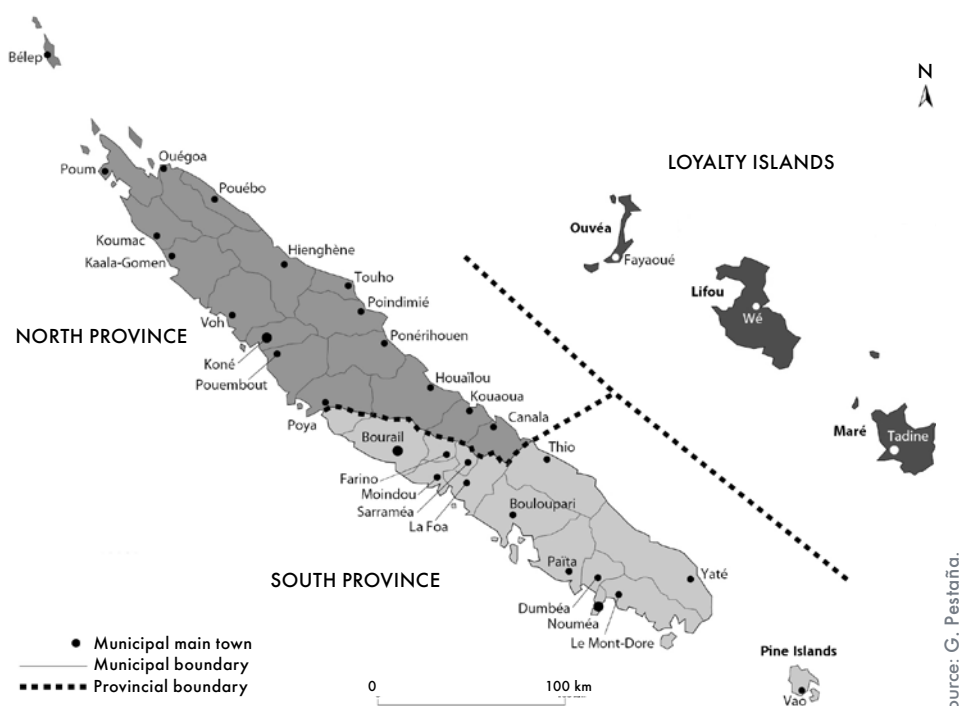 Bélep
N
LOYALTY ISLANDS
Ouégoa
Poum
Pouébo
Ouvéa
Fayaoué
Koumac
Kaala-Gomen
Hienghène
Touho
Poindimié
Lifou
Wé
NORTH PROVINCE
Voh
Ponérihouen
Koné
Pouembout
Houaïlou
Kouaoua
Canala
Poya
Maré
Tadine
Bourail
Thio
Farino
Moindou
Sarraméa
La Foa
Bouloupari
SOUTH PROVINCE
Païta
Yaté
Dumbéa
Nouméa
Le Mont-Dore
Pine Islands
Vao
Municipal main town
Municipal boundary
Provincial boundary
0
100 km
ource: G. Pestaña.